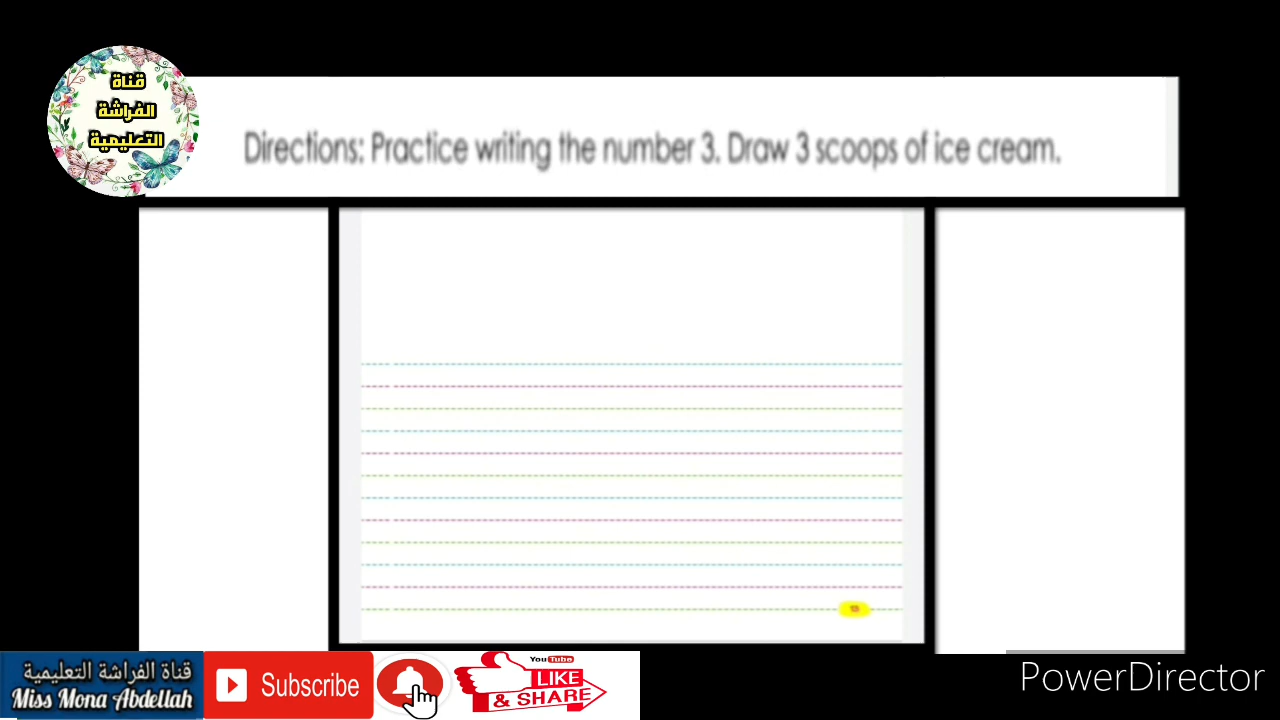 قناة
الفراشة
التعليمية
Directions: Practice writing the number 3. Draw 3 scoops of ice cream.
قناة الفراشة التعليمية
Miss Mona Abdellah
Subscribe
YouTube
LIKE
& SHARE
PowerDirector